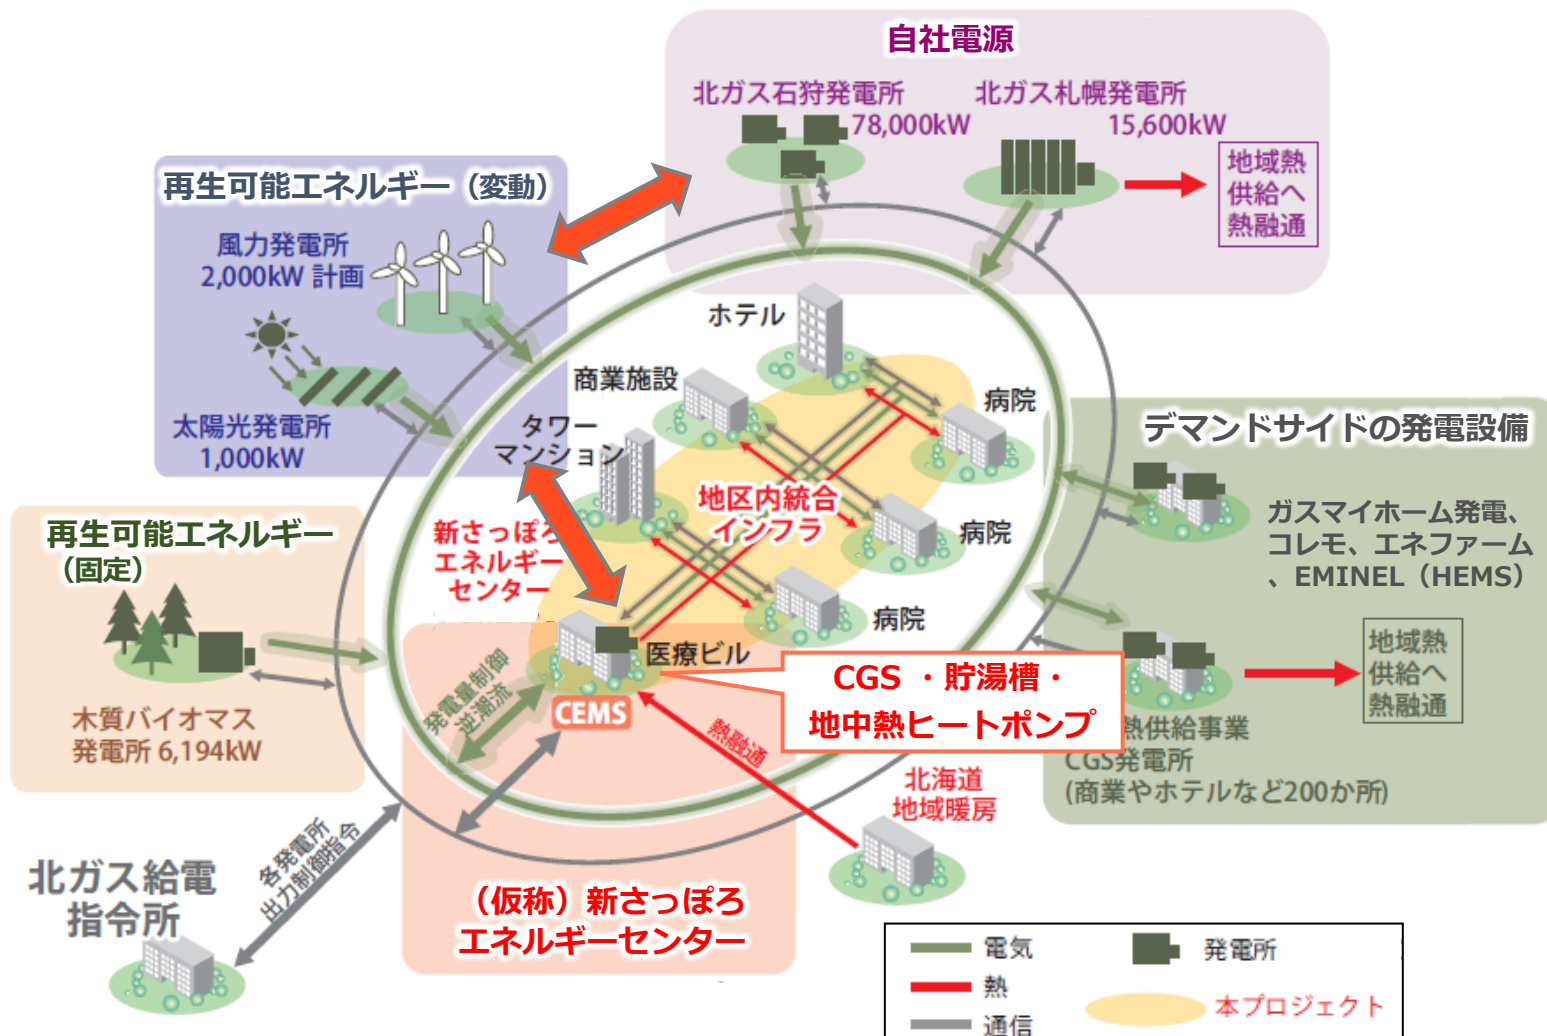 自社電源
北ガス石狩発電所
78,000kW
北ガス札幌発電所
15,600kW
地域熱
供給へ
熱融通
再生可能エネルギー（変動）
風力発電所
2,000kW 計画
太陽光発電所
1,000kW
ホテル
商業施設
タワー
マンション
病院
病院
病院
地区内統合
インフラ
新さっぽろ
エネルギー
センター
医療ビル
CEMS
発電量制御
逆潮流
CGS ・貯湯槽・
地中熱ヒートポンプ
熱融通
北海道
地域暖房
デマンドサイドの発電設備
ガスマイホーム発電、
コレモ、エネファーム
、EMINEL（HEMS）
地域熱
供給へ
熱融通
熱供給事業
CGS発電所
(商業やホテルなど200か所)
再生可能エネルギー
（固定）
木質バイオマス
発電所 6,194kW
各発電所
出力制御指令
北ガス給電
指令所
（仮称）新さっぽろ
エネルギーセンター
電気
熱
通信
発電所
本プロジェクト